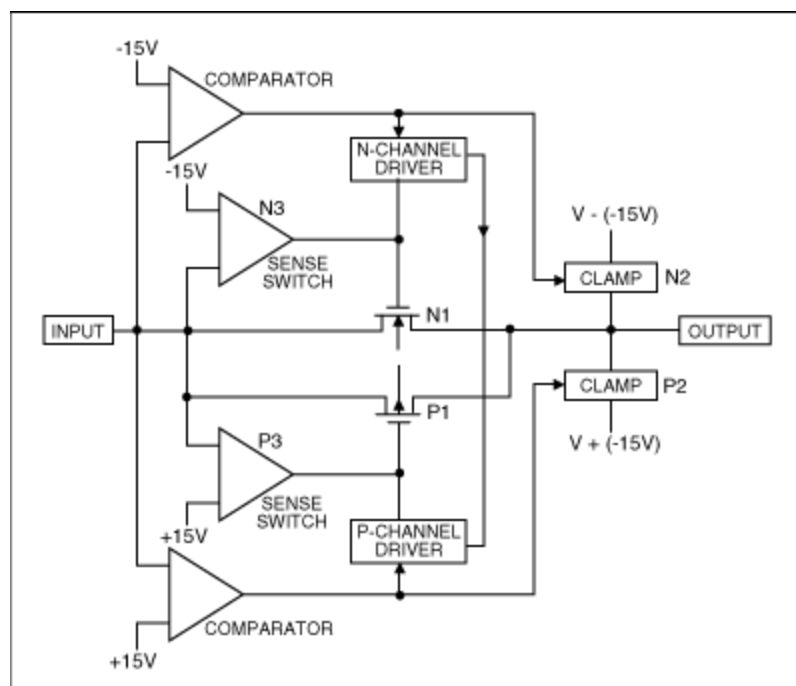 -15V
COMPARATOR
N-CHANNEL
DRIVER
-15V
N3
SENSE
SWITCH
V - (-15V)
CLAMP N2
N1
INPUT
OUTPUT
CLAMP P2
P1
V + (-15V)
P3
SENSE
SWITCH
+15V
P-CHANNEL
DRIVER
COMPARATOR
+15V